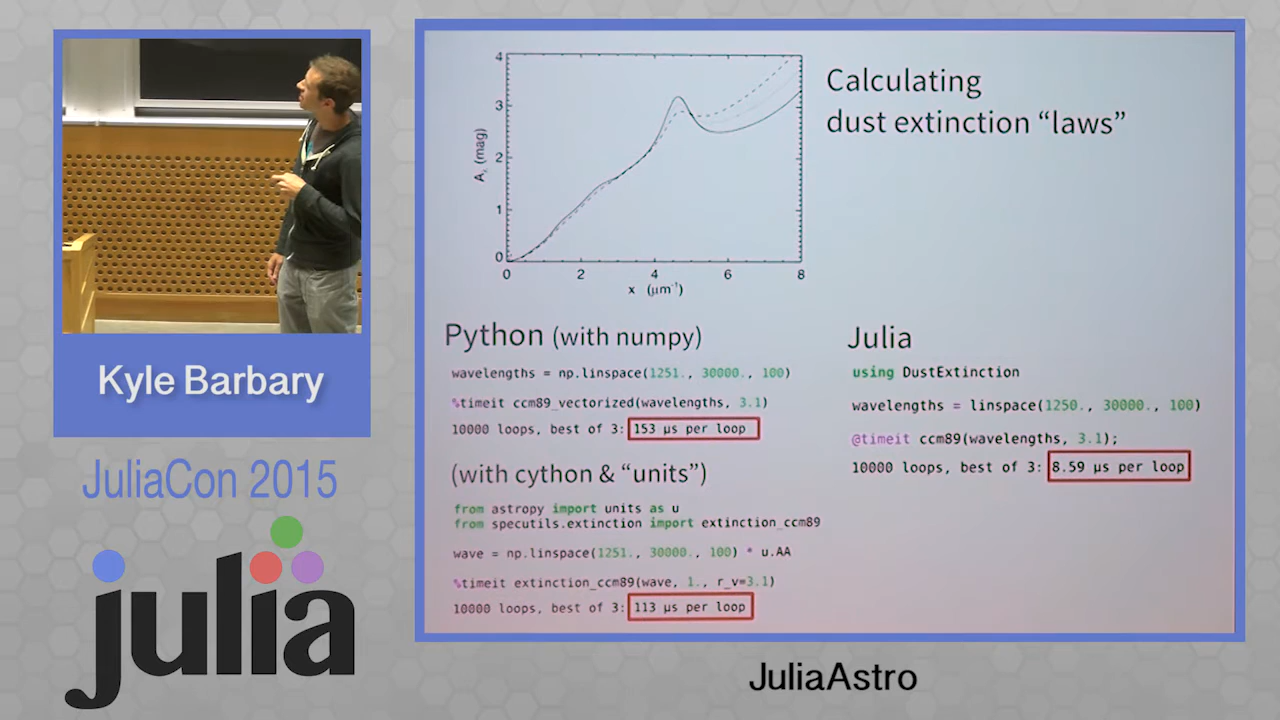 Kyle Barbary
JuliaCon 2015
julia
4
3
2
1
0
A_λ (mag)
0 2 4 6 8
x (μm⁻¹)
Calculating
dust extinction “laws”
Python (with numpy)
wavelengths = np.linspace(1251., 30000., 100)
%timeit ccm89_vectorized(wavelengths, 3.1)
10000 loops, best of 3: 153 µs per loop
(with cython & “units”)
from astropy import units as u
from specutils.extinction import extinction_ccm89
wave = np.linspace(1251., 30000., 100) * u.AA
%timeit extinction_ccm89(wave, 1., r_v=3.1)
10000 loops, best of 3: 113 µs per loop
Julia
using DustExtinction
wavelengths = linspace(1250., 30000., 100)
@timeit ccm89(wavelengths, 3.1);
10000 loops, best of 3: 8.59 µs per loop
JuliaAstro